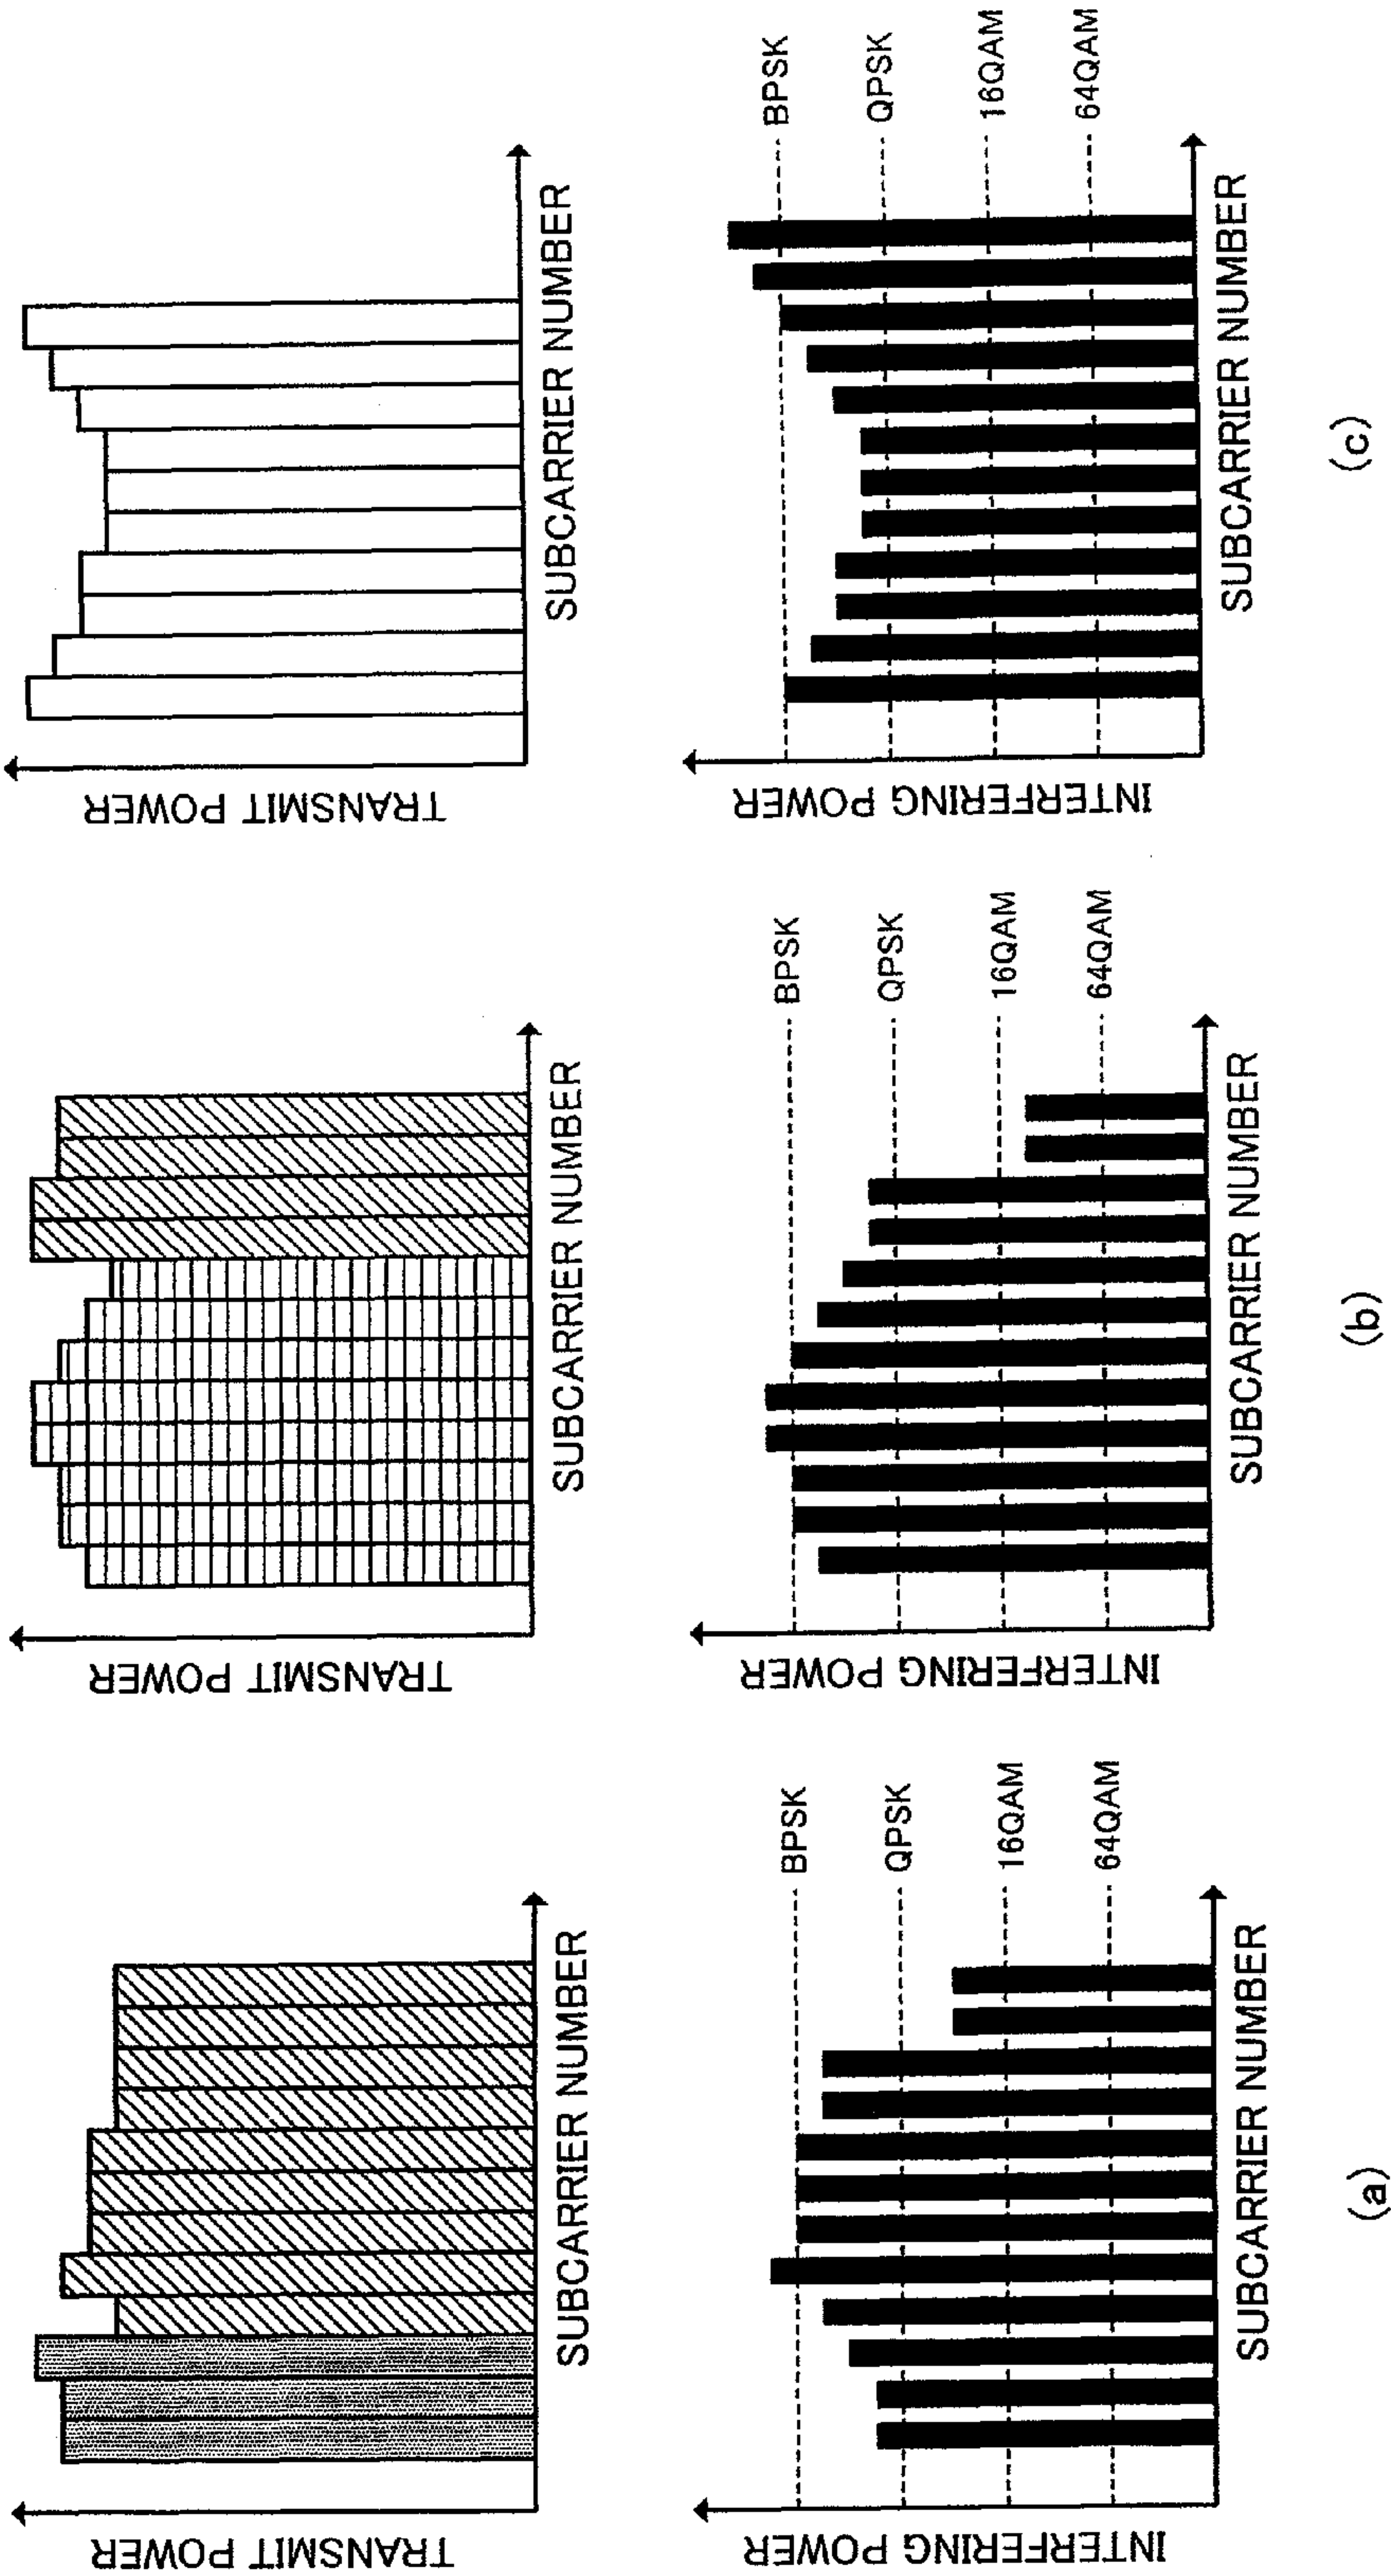 TRANSMIT POWER
SUBCARRIER NUMBER
INTERFERING POWER
BPSK
QPSK
16QAM
64QAM
SUBCARRIER NUMBER
(a)
TRANSMIT POWER
SUBCARRIER NUMBER
INTERFERING POWER
BPSK
QPSK
16QAM
64QAM
SUBCARRIER NUMBER
(b)
TRANSMIT POWER
SUBCARRIER NUMBER
INTERFERING POWER
BPSK
QPSK
16QAM
64QAM
SUBCARRIER NUMBER
(c)